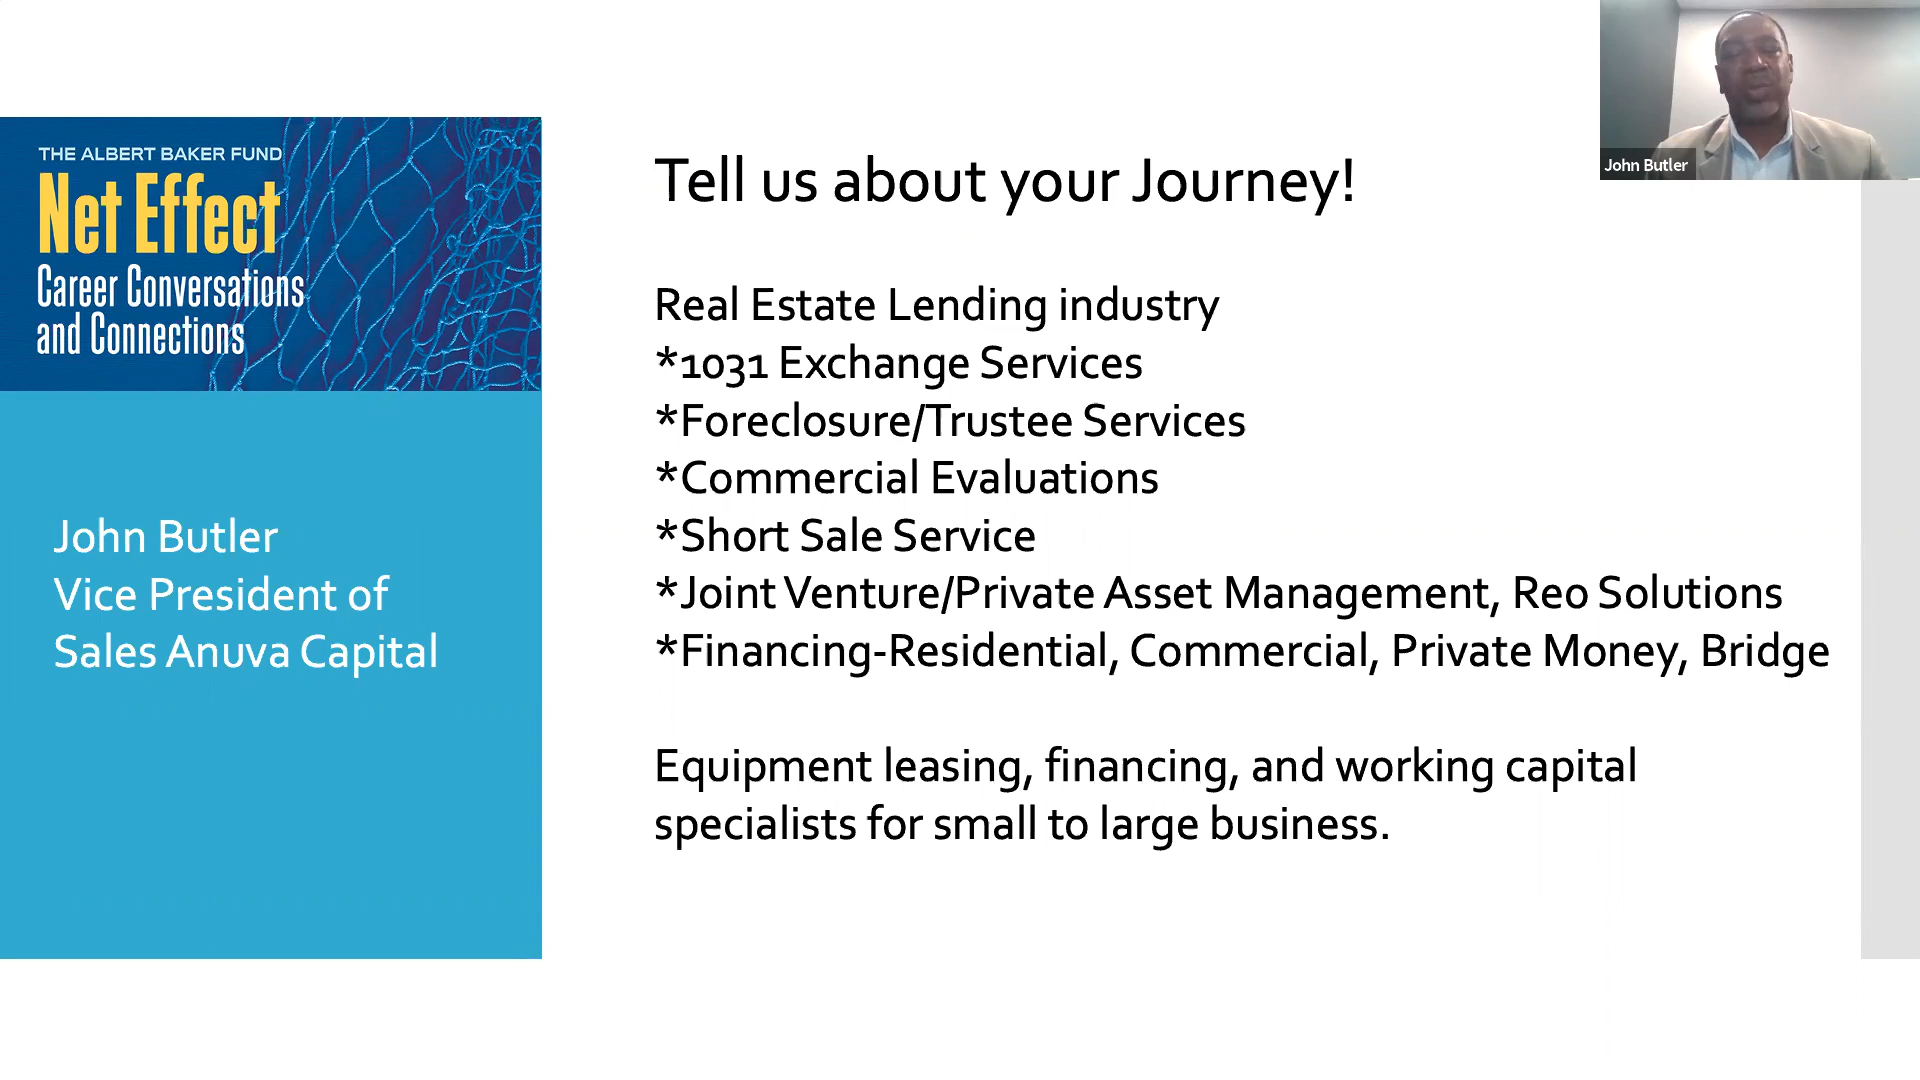 THE ALBERT BAKER FUND
Net Effect
Career Conversations
and Connections
John Butler
Vice President of
Sales Anuva Capital
Tell us about your Journey!
Real Estate Lending industry
*1031 Exchange Services
*Foreclosure/Trustee Services
*Commercial Evaluations
*Short Sale Service
*Joint Venture/Private Asset Management, Reo Solutions
*Financing-Residential, Commercial, Private Money, Bridge
Equipment leasing, financing, and working capital
specialists for small to large business.
John Butler